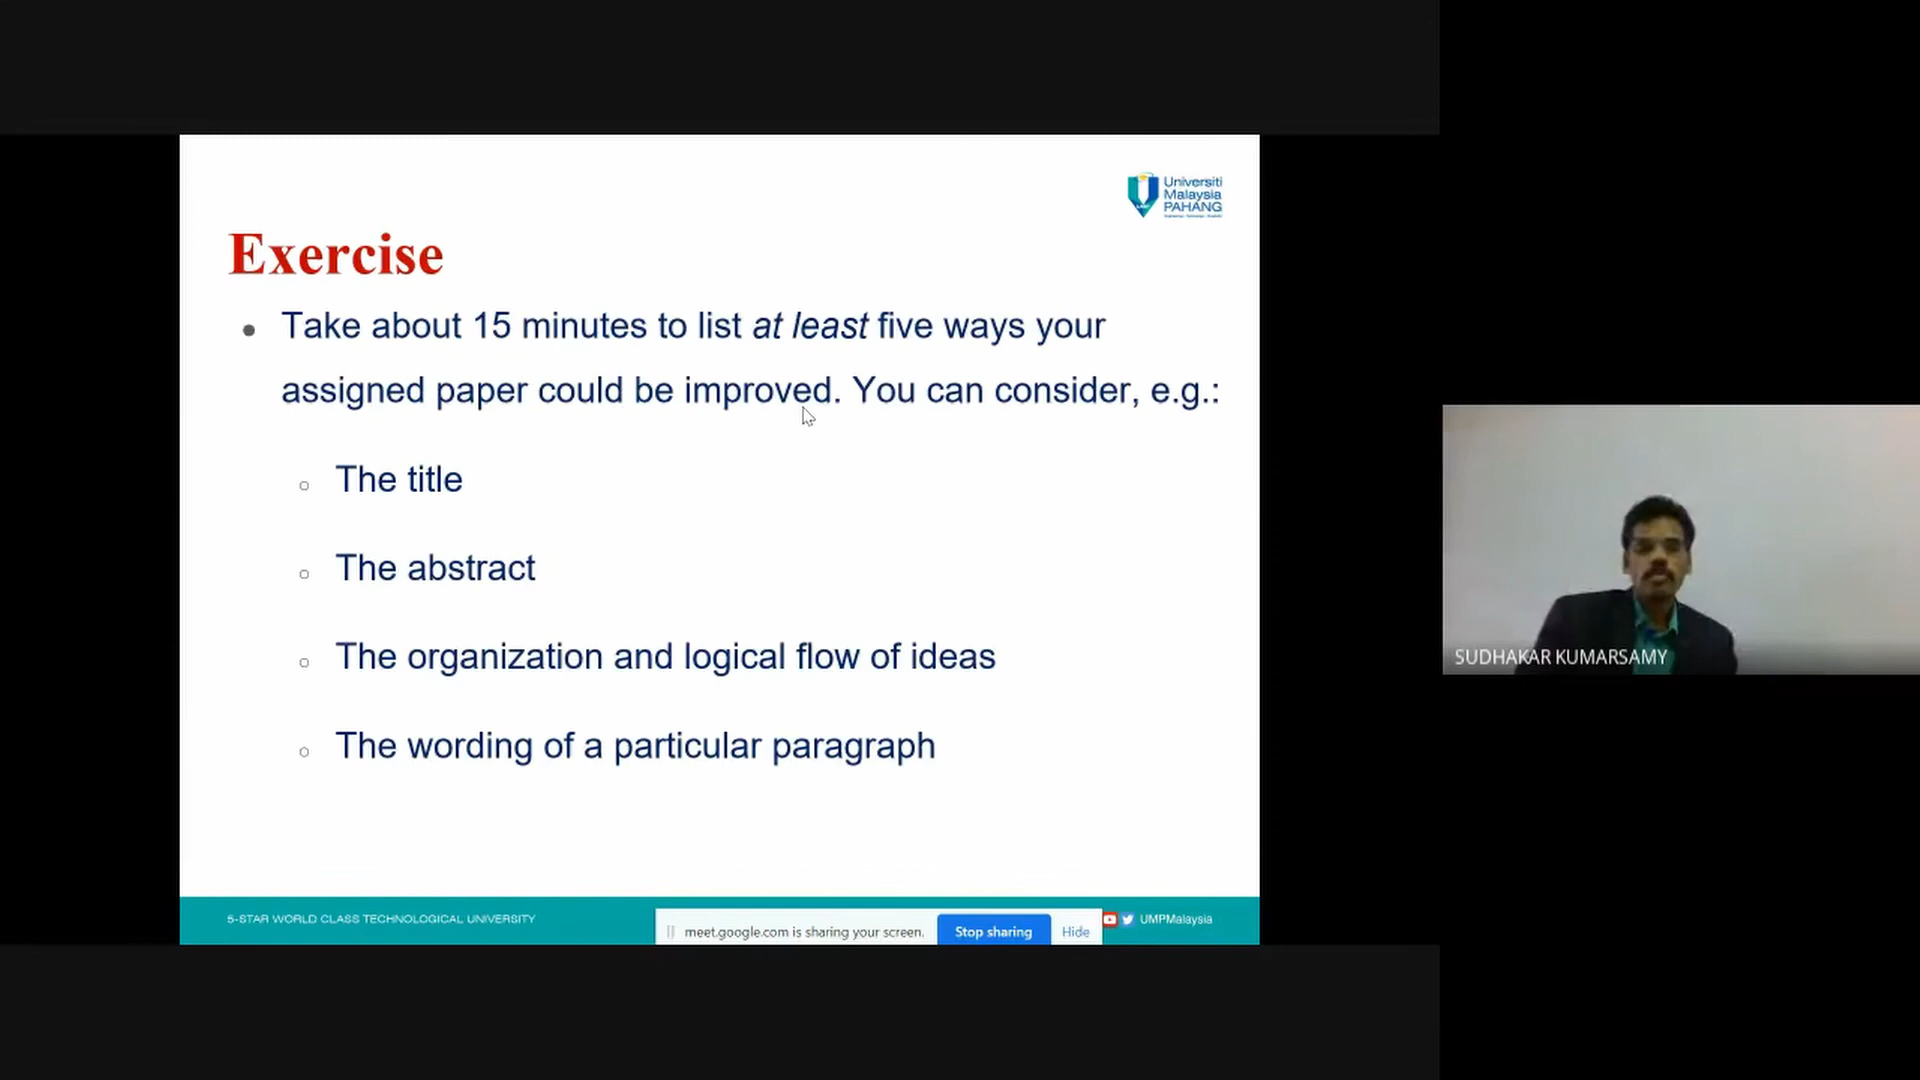 Universiti
Malaysia
PAHANG
Exercise
Take about 15 minutes to list at least five ways your
assigned paper could be improved. You can consider, e.g.:
The title
The abstract
The organization and logical flow of ideas
The wording of a particular paragraph
SUDHAKAR KUMARSAMY
5-STAR WORLD CLASS TECHNOLOGICAL UNIVERSITY
meet.google.com is sharing your screen.
Stop sharing
Hide
UMPMalaysia